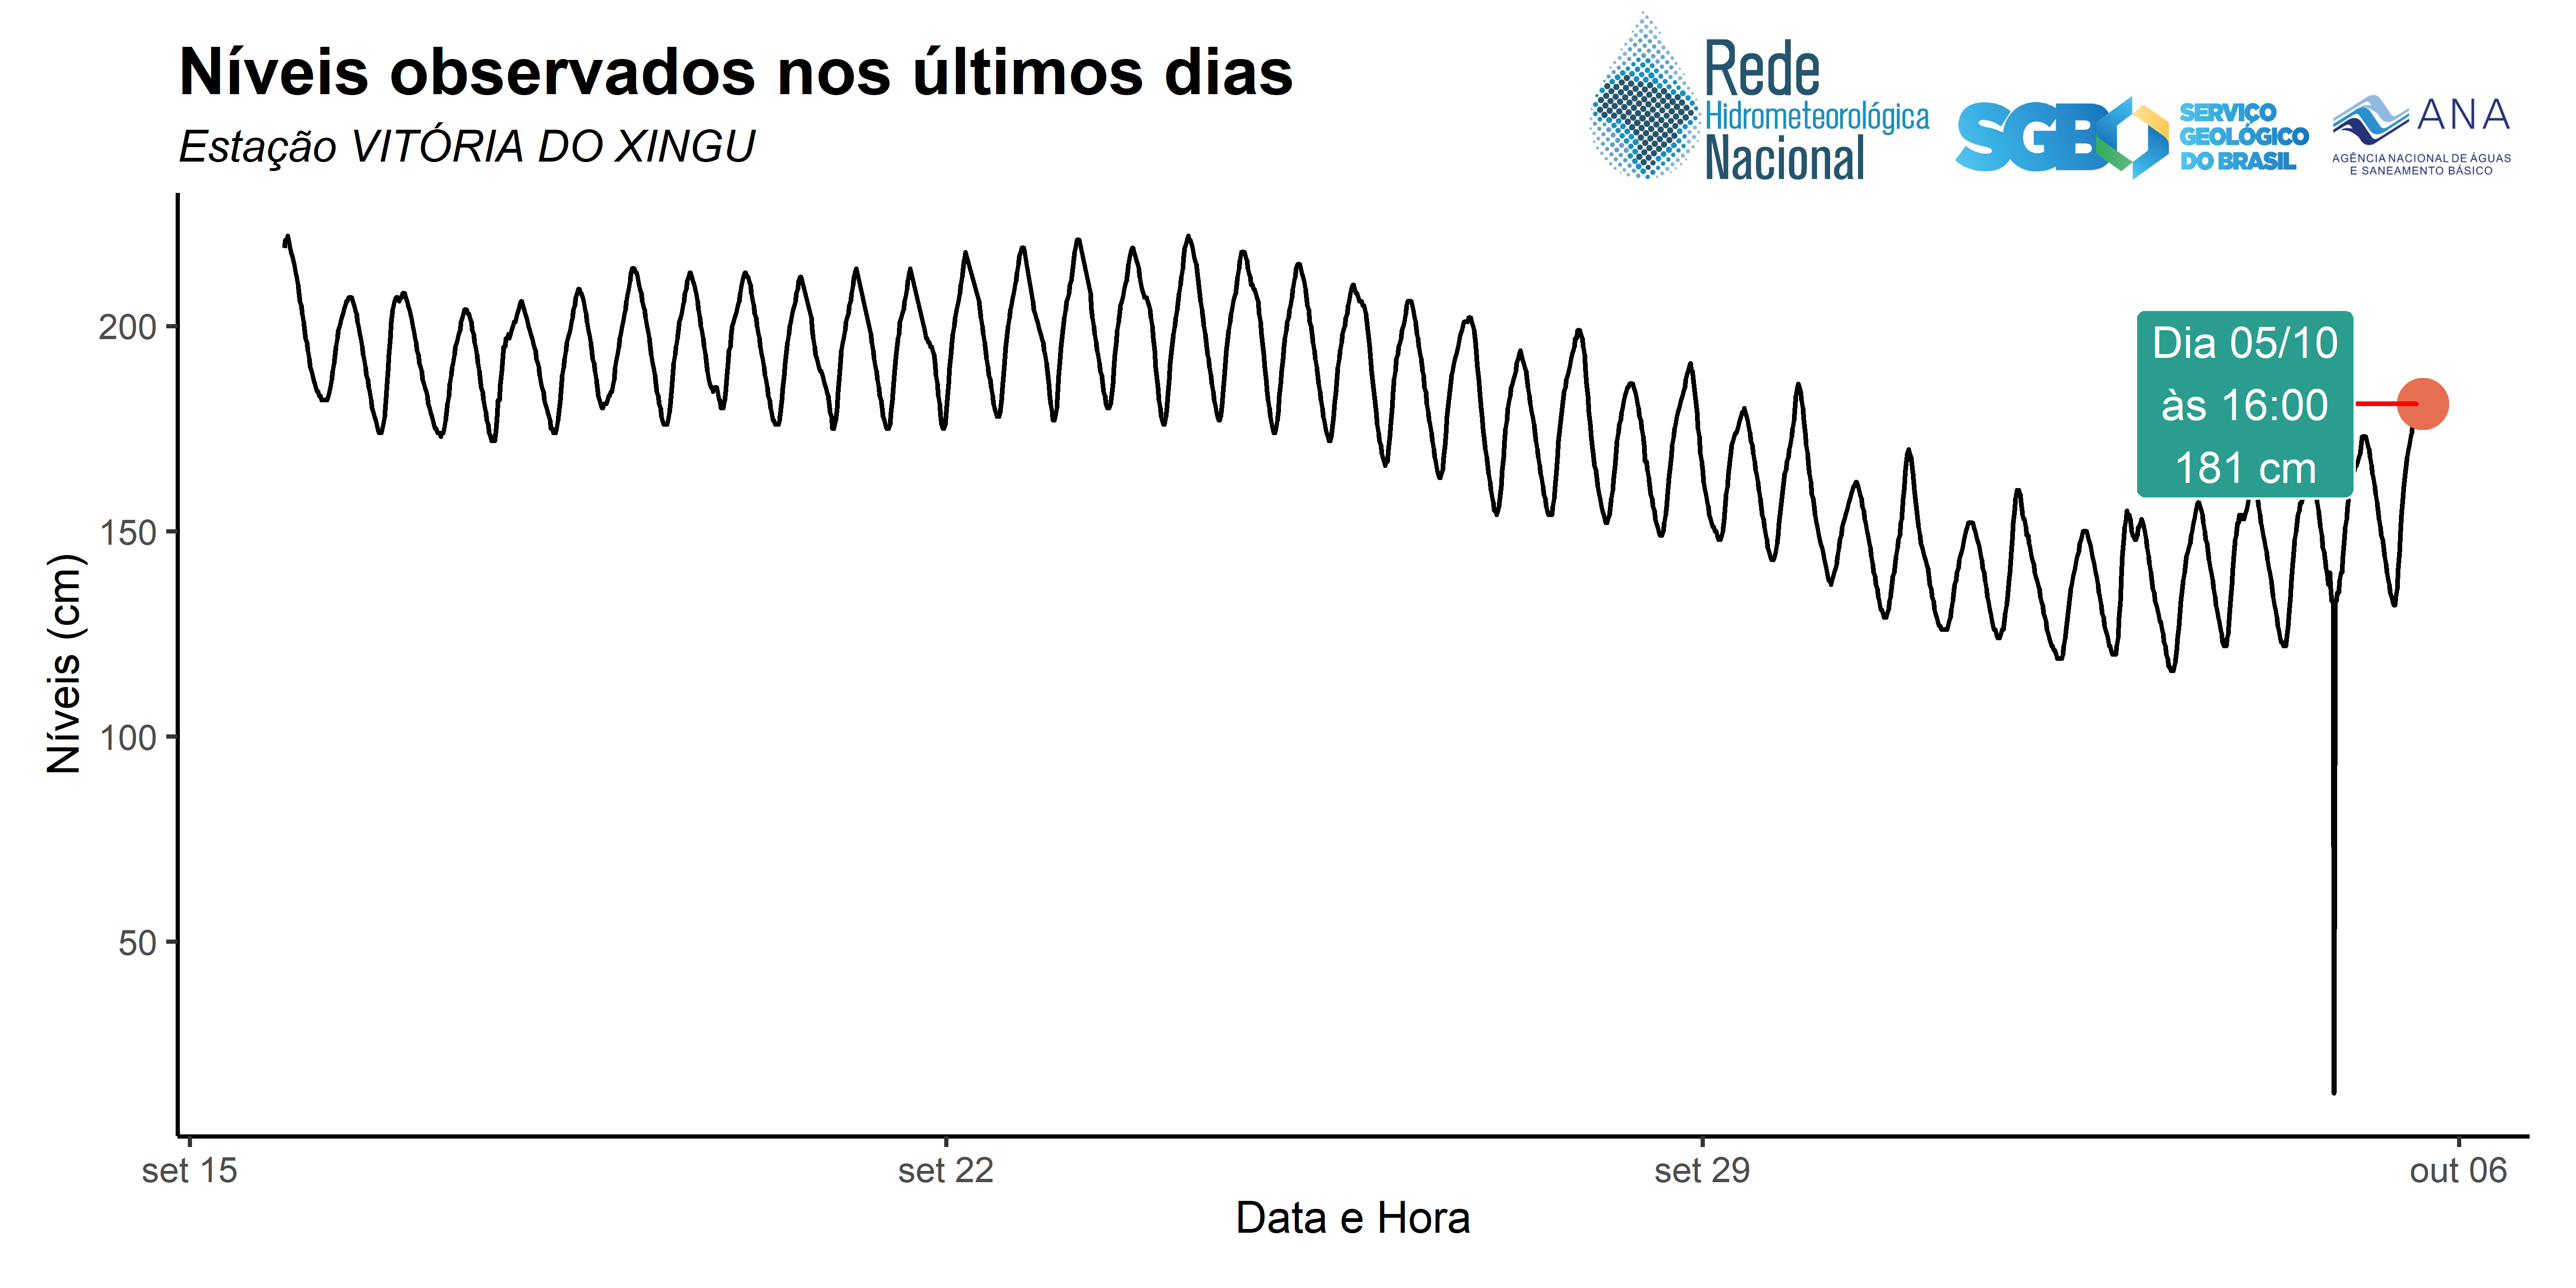 Níveis observados nos últimos dias
Estação VITÓRIA DO XINGU
Rede
Hidrometeorológica
Nacional
SGB
SERVIÇO
GEOLÓGICO
DO BRASIL
ANA
AGÊNCIA NACIONAL DE ÁGUAS
E SANEAMENTO BÁSICO
Níveis (cm)
200
150
100
50
Dia 05/10
às 16:00
181 cm
set 15
set 22
set 29
out 06
Data e Hora